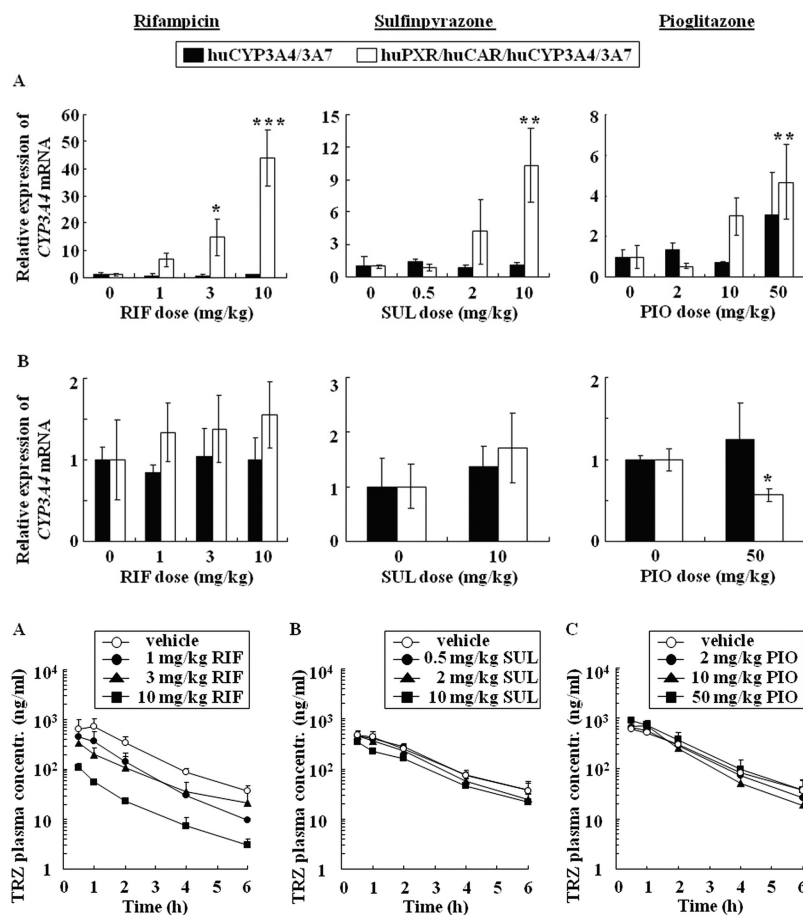 Rifampicin Sulfinpyrazone Pioglitazone
huCYP3A4/3A7 huPXR/huCAR/huCYP3A4/3A7
A
Relative expression of
CYP3A4 mRNA
60
50
40
30
20
10
0
*
***
0 1 3 10
RIF dose (mg/kg)
15
12
9
6
3
0
**
0 0.5 2 10
SUL dose (mg/kg)
8
6
4
2
0
**
0 2 10 50
PIO dose (mg/kg)
B
Relative expression of
CYP3A4 mRNA
2
1
0
0 1 3 10
RIF dose (mg/kg)
3
2
1
0
0 10
SUL dose (mg/kg)
2
1
0
*
0 50
PIO dose (mg/kg)
A
vehicle
1 mg/kg RIF
3 mg/kg RIF
10 mg/kg RIF
TRZ plasma concentr. (ng/ml)
10⁴
10³
10²
10
1
0 1 2 4 6
Time (h)
B
vehicle
0.5 mg/kg SUL
2 mg/kg SUL
10 mg/kg SUL
TRZ plasma concentr. (ng/ml)
10⁴
10³
10²
10
1
0 1 2 4 6
Time (h)
C
vehicle
2 mg/kg PIO
10 mg/kg PIO
50 mg/kg PIO
TRZ plasma concentr. (ng/ml)
10⁴
10³
10²
10
1
0 1 2 4 6
Time (h)